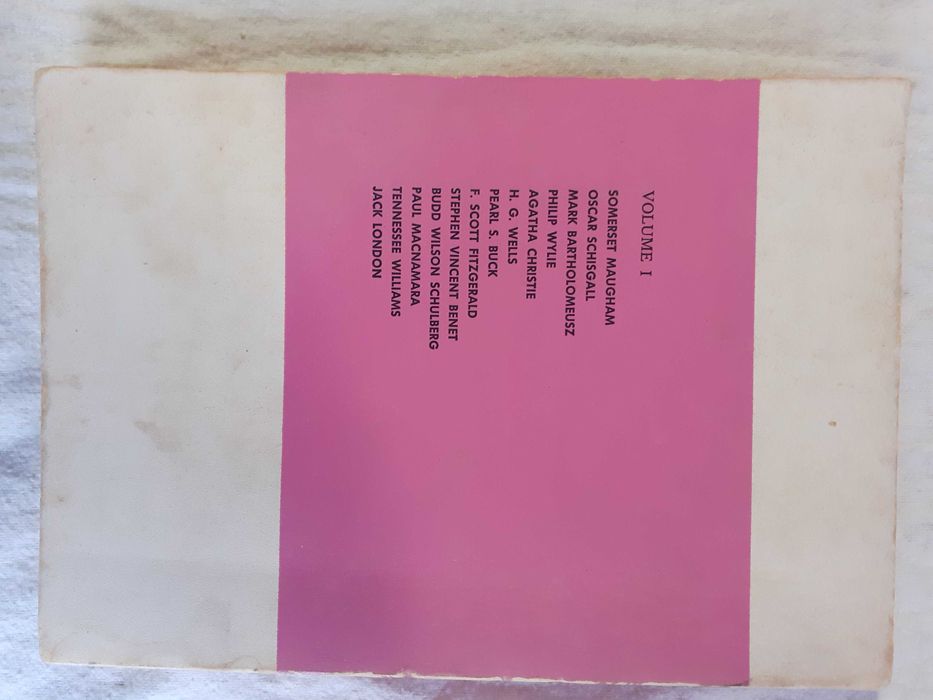 VOLUME I
SOMERSET MAUGHAM
OSCAR SCHISGALL
MARK BARTHOLOMEUSZ
PHILIP WYLIE
AGATHA CHRISTIE
H. G. WELLS
PEARL S. BUCK
F. SCOTT FITZGERALD
STEPHEN VINCENT BENET
BUDD WILSON SCHULBERG
PAUL MACNAMARA
TENNESSEE WILLIAMS
JACK LONDON